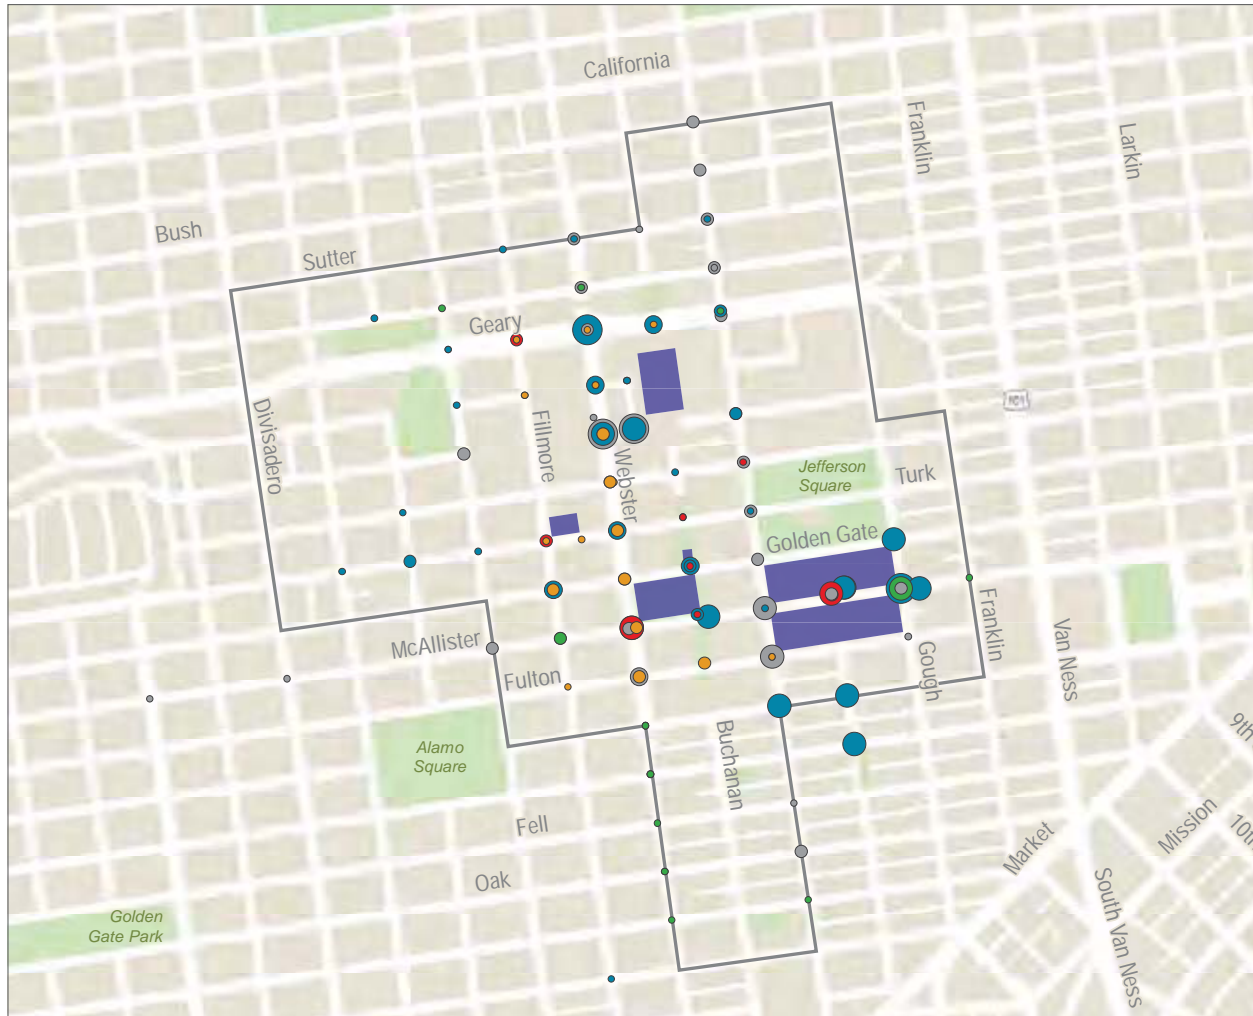 California
Franklin
Larkin
Bush
Sutter
Geary
Divisadero
Fillmore
Webster
Jefferson
Square
Turk
Golden Gate
Franklin
McAllister
Fulton
Gough
Van Ness
9th
Alamo
Square
Buchanan
Fell
Market
Mission
10th
Oak
South Van Ness
Golden
Gate Park